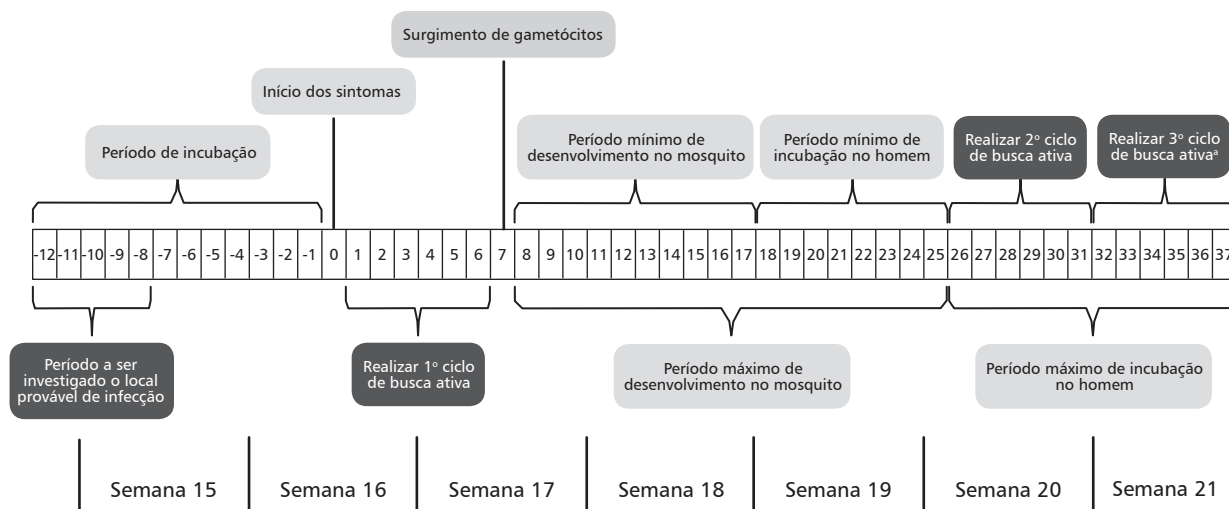 Surgimento de gametócitos
Início dos sintomas
Período de incubação
Período mínimo de
desenvolvimento no mosquito
Período mínimo de
incubação no homem
Realizar 2º ciclo
de busca ativa
Realizar 3º ciclo
de busca ativaª
-12 -11 -10 -9 -8 -7 -6 -5 -4 -3 -2 -1 0 1 2 3 4 5 6 7 8 9 10 11 12 13 14 15 16 17 18 19 20 21 22 23 24 25 26 27 28 29 30 31 32 33 34 35 36 37
Período a ser
investigado o local
provável de infecção
Realizar 1º ciclo
de busca ativa
Período máximo de
desenvolvimento no mosquito
Período máximo de incubação
no homem
Semana 15 Semana 16 Semana 17 Semana 18 Semana 19 Semana 20 Semana 21